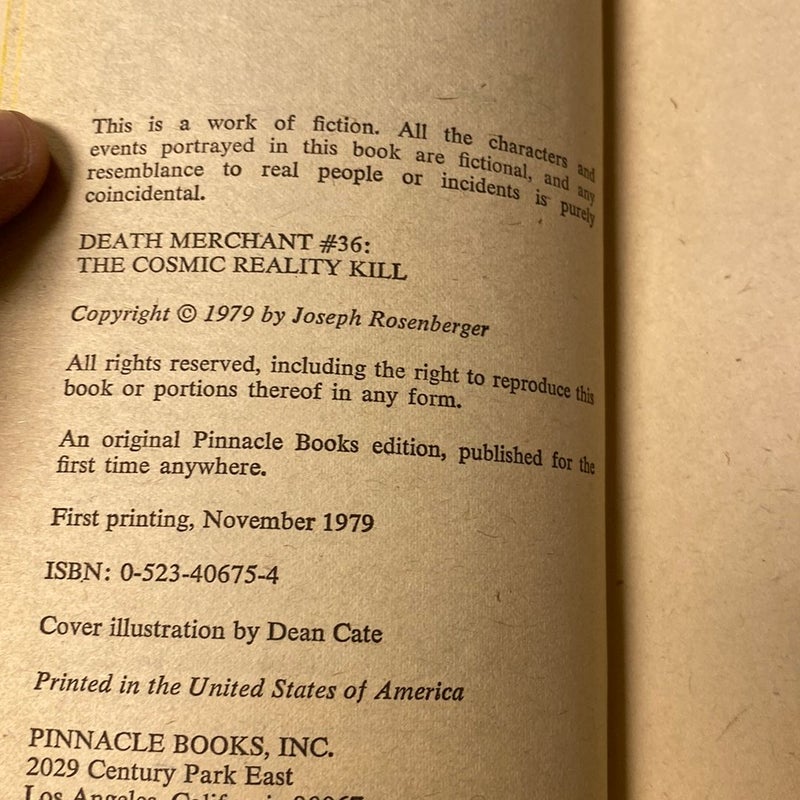 This is a work of fiction. All the characters and
events portrayed in this book are fictional, and any
resemblance to real people or incidents is purely
coincidental.
DEATH MERCHANT #36:
THE COSMIC REALITY KILL
Copyright © 1979 by Joseph Rosenberger
All rights reserved, including the right to reproduce this
book or portions thereof in any form.
An original Pinnacle Books edition, published for the
first time anywhere.
First printing, November 1979
ISBN: 0-523-40675-4
Cover illustration by Dean Cate
Printed in the United States of America
PINNACLE BOOKS, INC.
2029 Century Park East
Los Angeles, California